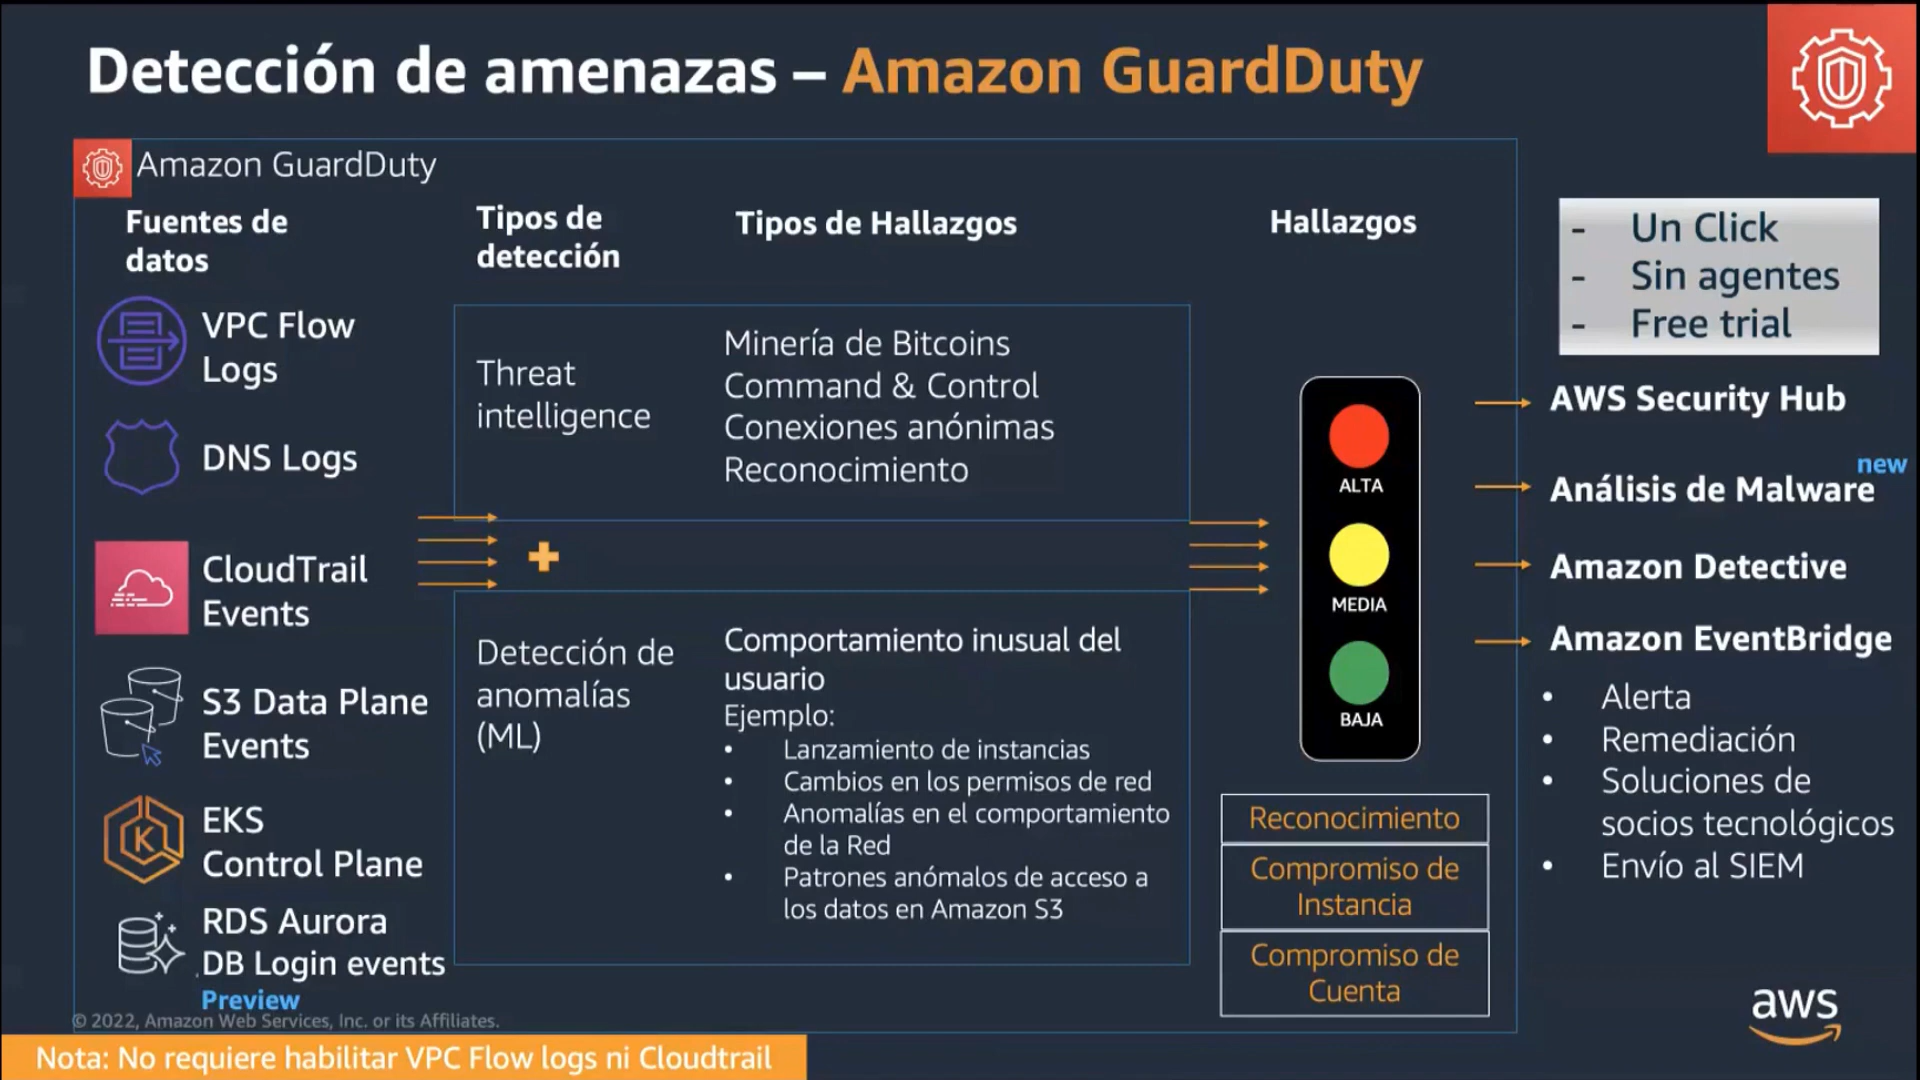 Detección de amenazas – Amazon GuardDuty
Amazon GuardDuty
Fuentes de
datos
VPC Flow
Logs
DNS Logs
CloudTrail
Events
S3 Data Plane
Events
EKS
Control Plane
RDS Aurora
DB Login events
Preview
Tipos de
detección
Threat
intelligence
Detección de
anomalías
(ML)
Tipos de Hallazgos
Minería de Bitcoins
Command & Control
Conexiones anónimas
Reconocimiento
Comportamiento inusual del
usuario
Ejemplo:
• Lanzamiento de instancias
• Cambios en los permisos de red
• Anomalías en el comportamiento
de la Red
• Patrones anómalos de acceso a
los datos en Amazon S3
Hallazgos
ALTA
MEDIA
BAJA
Reconocimiento
Compromiso de
Instancia
Compromiso de
Cuenta
- Un Click
- Sin agentes
- Free trial
AWS Security Hub
new
Análisis de Malware
Amazon Detective
Amazon EventBridge
• Alerta
• Remediación
• Soluciones de
socios tecnológicos
• Envío al SIEM
© 2022, Amazon Web Services, Inc. or its Affiliates.
Nota: No requiere habilitar VPC Flow logs ni Cloudtrail
aws